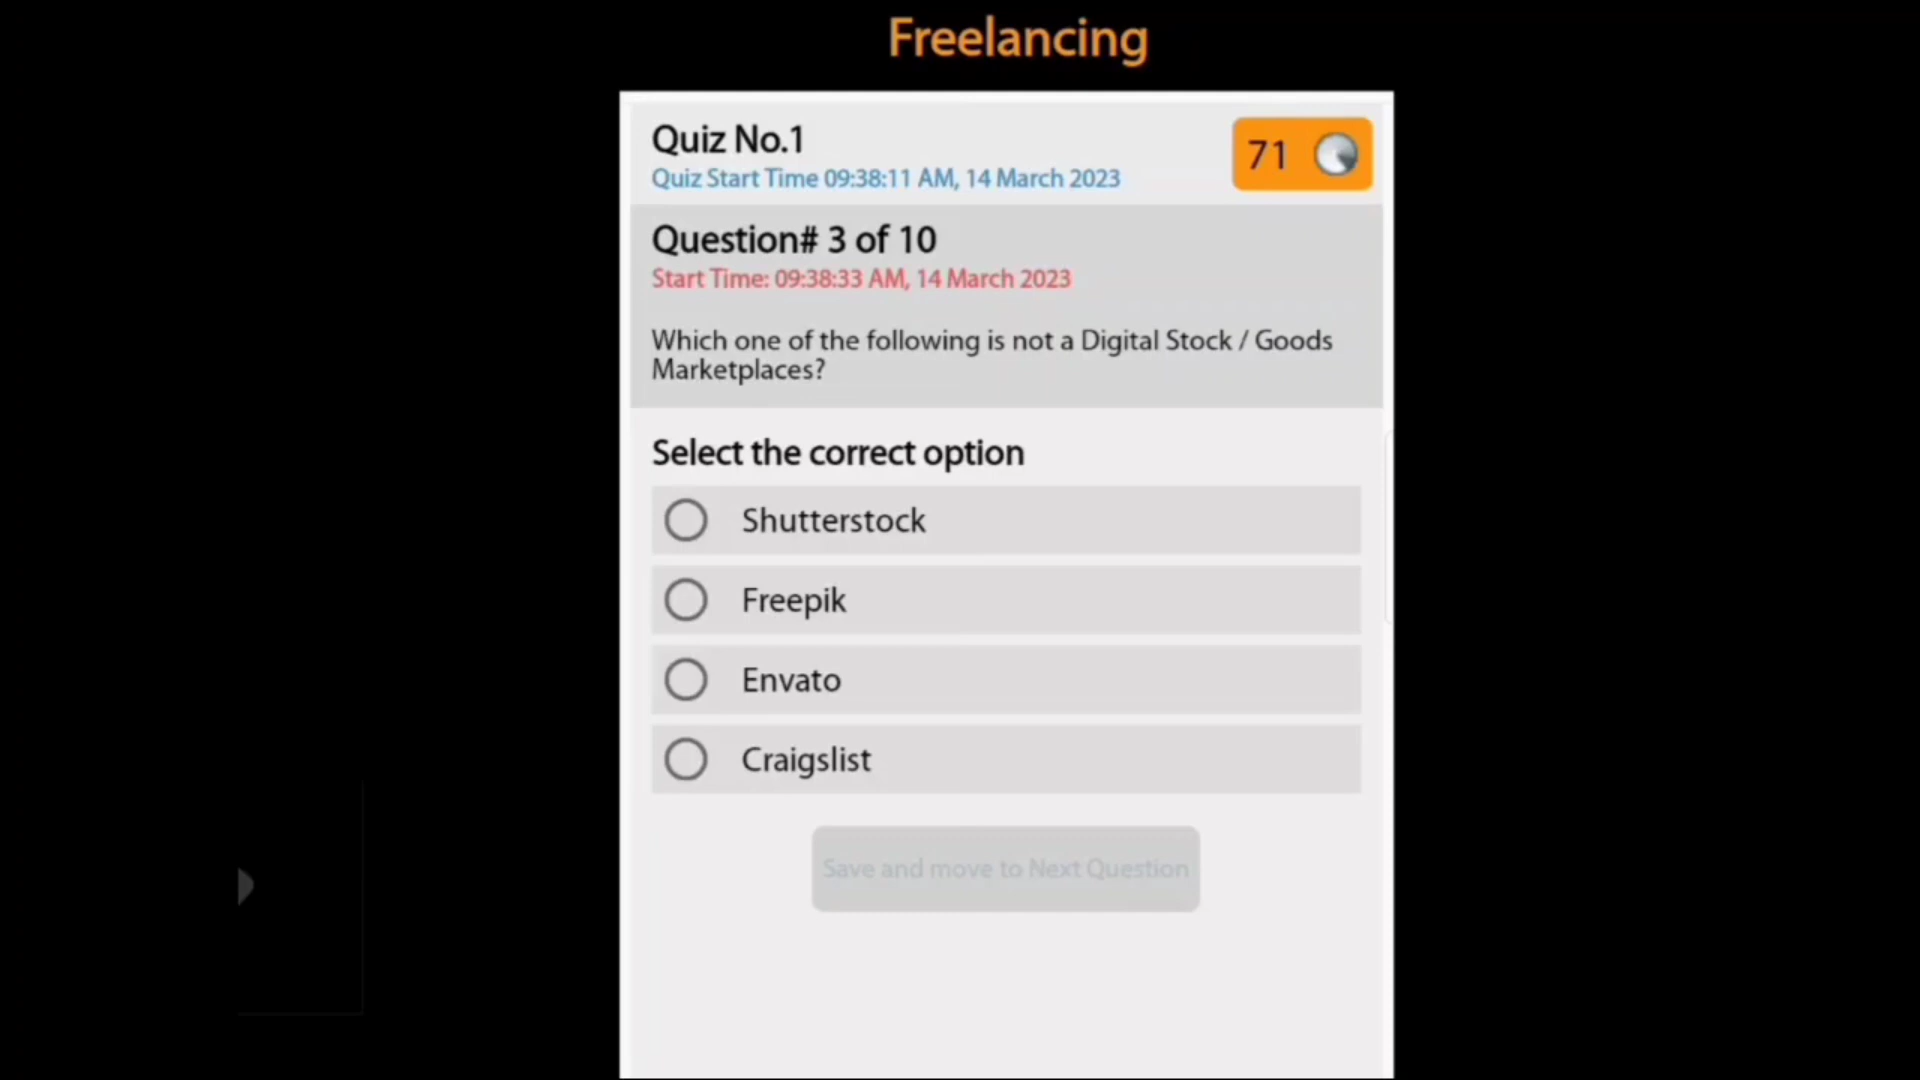 Freelancing
Quiz No.1
71
Quiz Start Time 09:38:11 AM, 14 March 2023
Question# 3 of 10
Start Time: 09:38:33 AM, 14 March 2023
Which one of the following is not a Digital Stock / Goods
Marketplaces?
Select the correct option
Shutterstock
Freepik
Envato
Craigslist
Save and move to Next Question